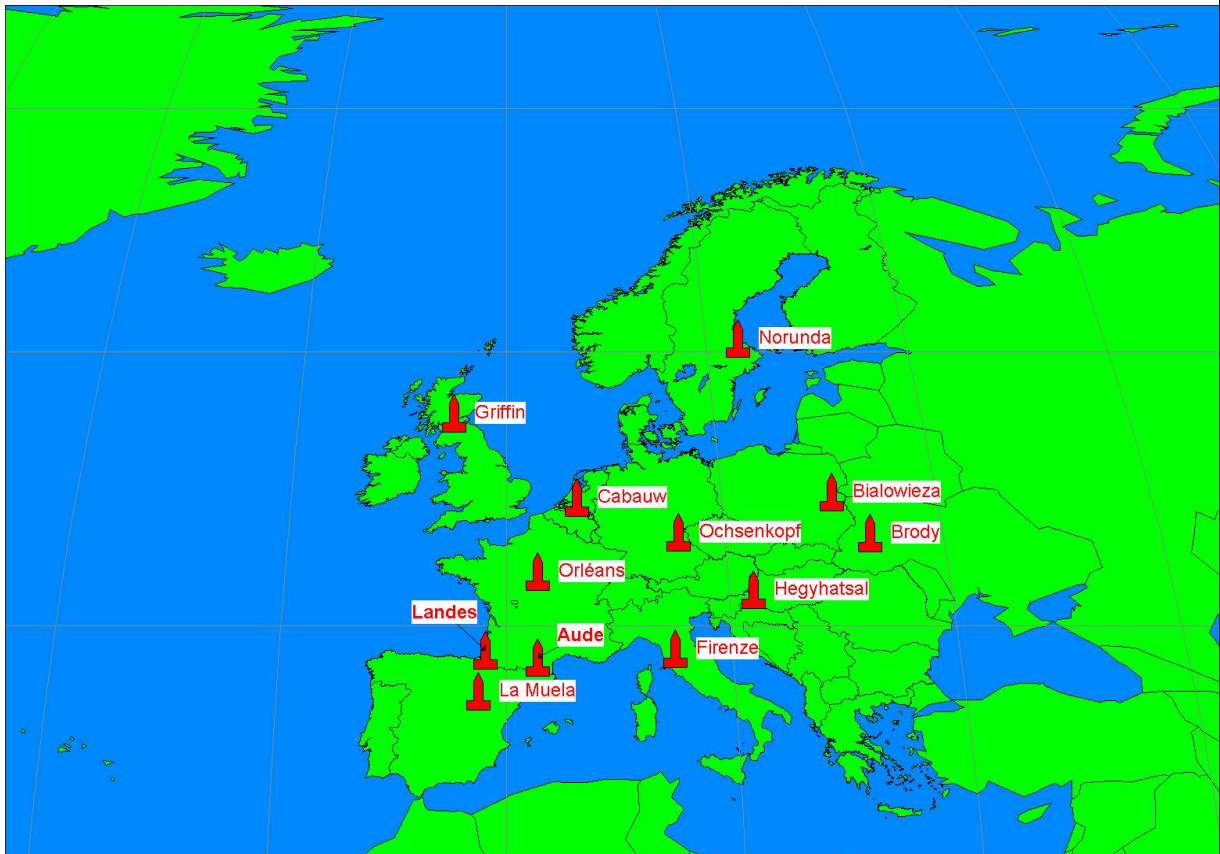 Norunda
Griffin
Cabauw
Bialowieza
Ochsenkopf
Brody
Orléans
Hegyhatsal
Landes
Aude
Firenze
La Muela